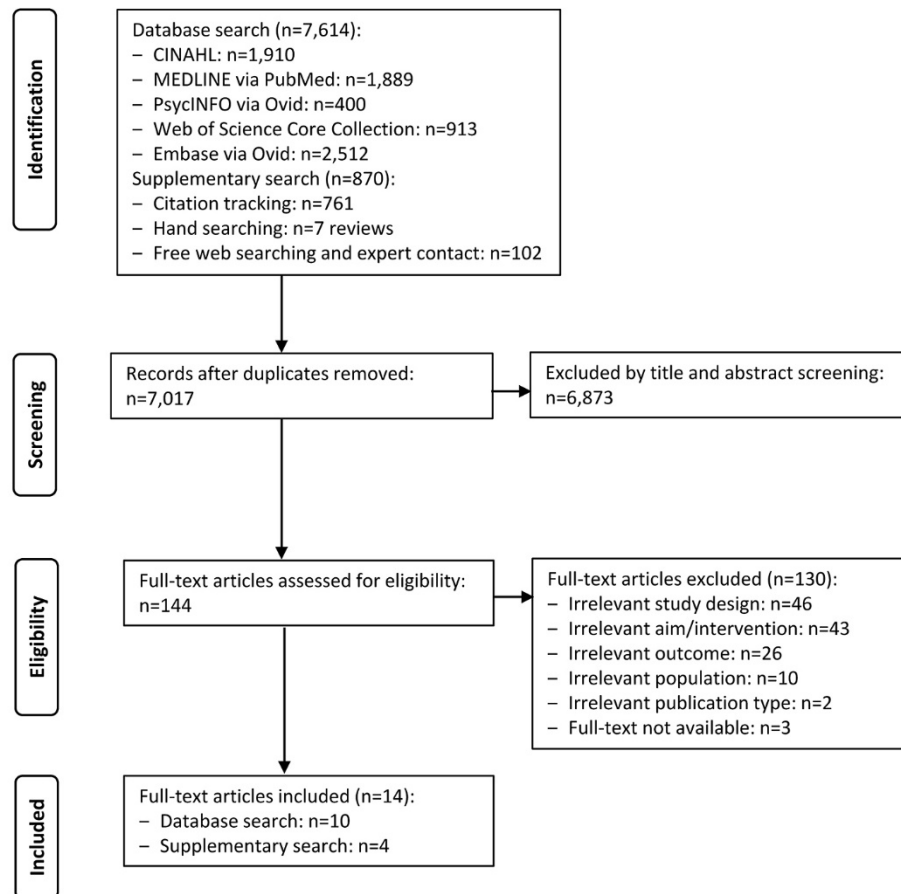 Identification
Database search (n=7,614):
– CINAHL: n=1,910
– MEDLINE via PubMed: n=1,889
– PsycINFO via Ovid: n=400
– Web of Science Core Collection: n=913
– Embase via Ovid: n=2,512
Supplementary search (n=870):
– Citation tracking: n=761
– Hand searching: n=7 reviews
– Free web searching and expert contact: n=102
Screening
Records after duplicates removed:
n=7,017
Excluded by title and abstract screening:
n=6,873
Eligibility
Full-text articles assessed for eligibility:
n=144
Full-text articles excluded (n=130):
– Irrelevant study design: n=46
– Irrelevant aim/intervention: n=43
– Irrelevant outcome: n=26
– Irrelevant population: n=10
– Irrelevant publication type: n=2
– Full-text not available: n=3
Included
Full-text articles included (n=14):
– Database search: n=10
– Supplementary search: n=4